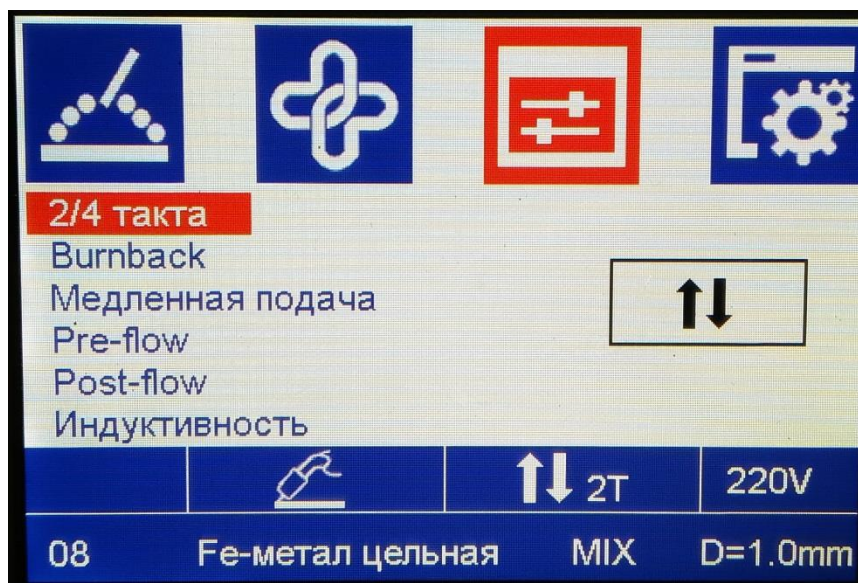 2/4 такта
Burnback
Медленная подача
Pre-flow
Post-flow
Индуктивность
2T 220V
08 Fe-метал цельная MIX D=1.0mm